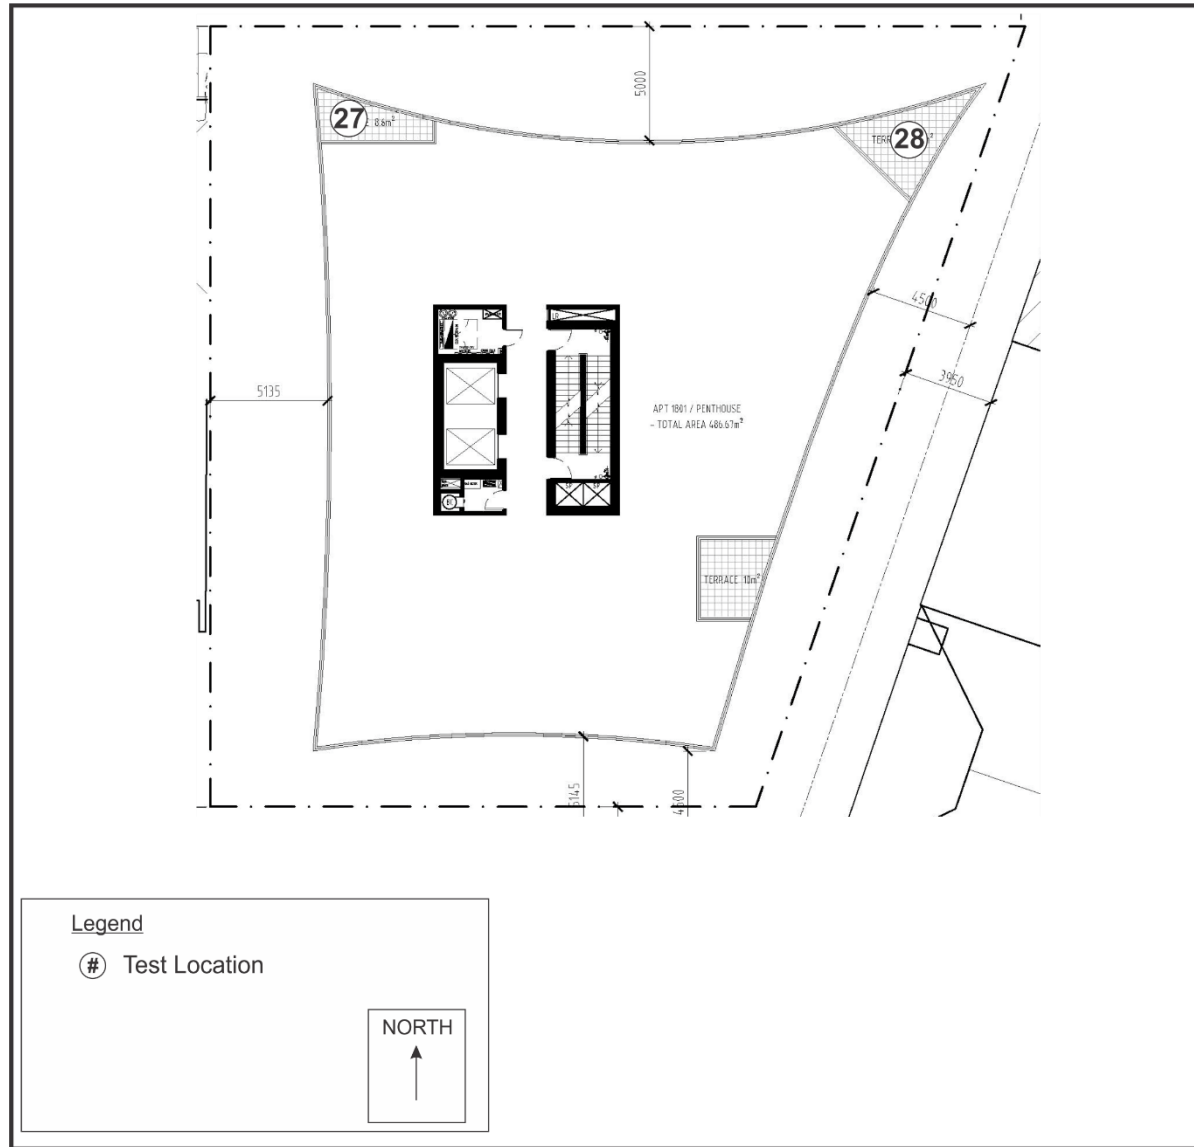 5000
27
8.6m²
TERR
28
4500
3950
5135
APT 1801 / PENTHOUSE
- TOTAL AREA 486.67m²
TERRACE 10m²
5145
4500
Legend
# Test Location
NORTH